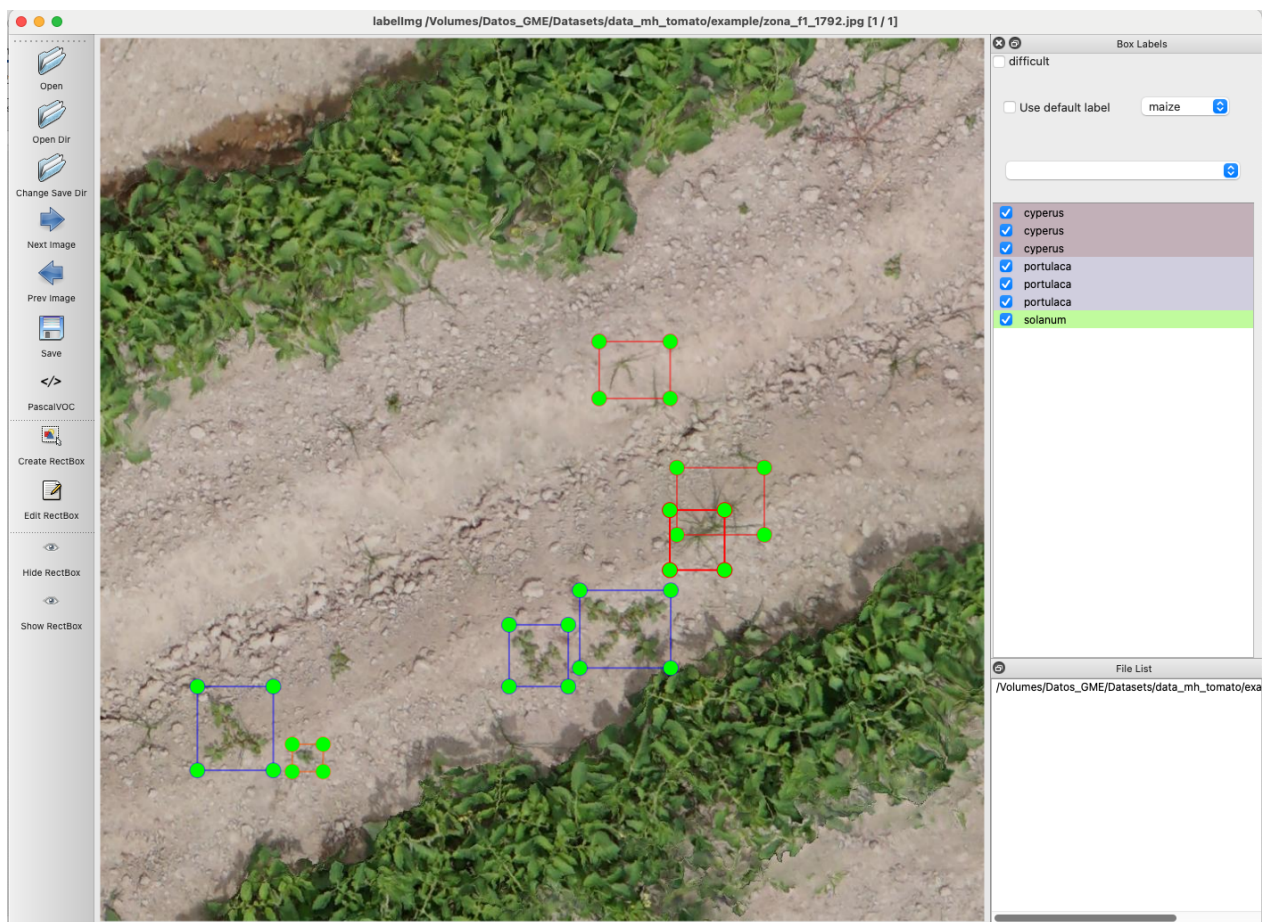 labelImg /Volumes/Datos_GME/Datasets/data_mh_tomato/example/zona_f1_1792.jpg [1 / 1]
Open
Open Dir
Change Save Dir
Next Image
Prev Image
Save
</>
PascalVOC
Create RectBox
Edit RectBox
Hide RectBox
Show RectBox
Box Labels
difficult
Use default label
maize
cyperus
cyperus
cyperus
portulaca
portulaca
portulaca
solanum
File List
/Volumes/Datos_GME/Datasets/data_mh_tomato/exa